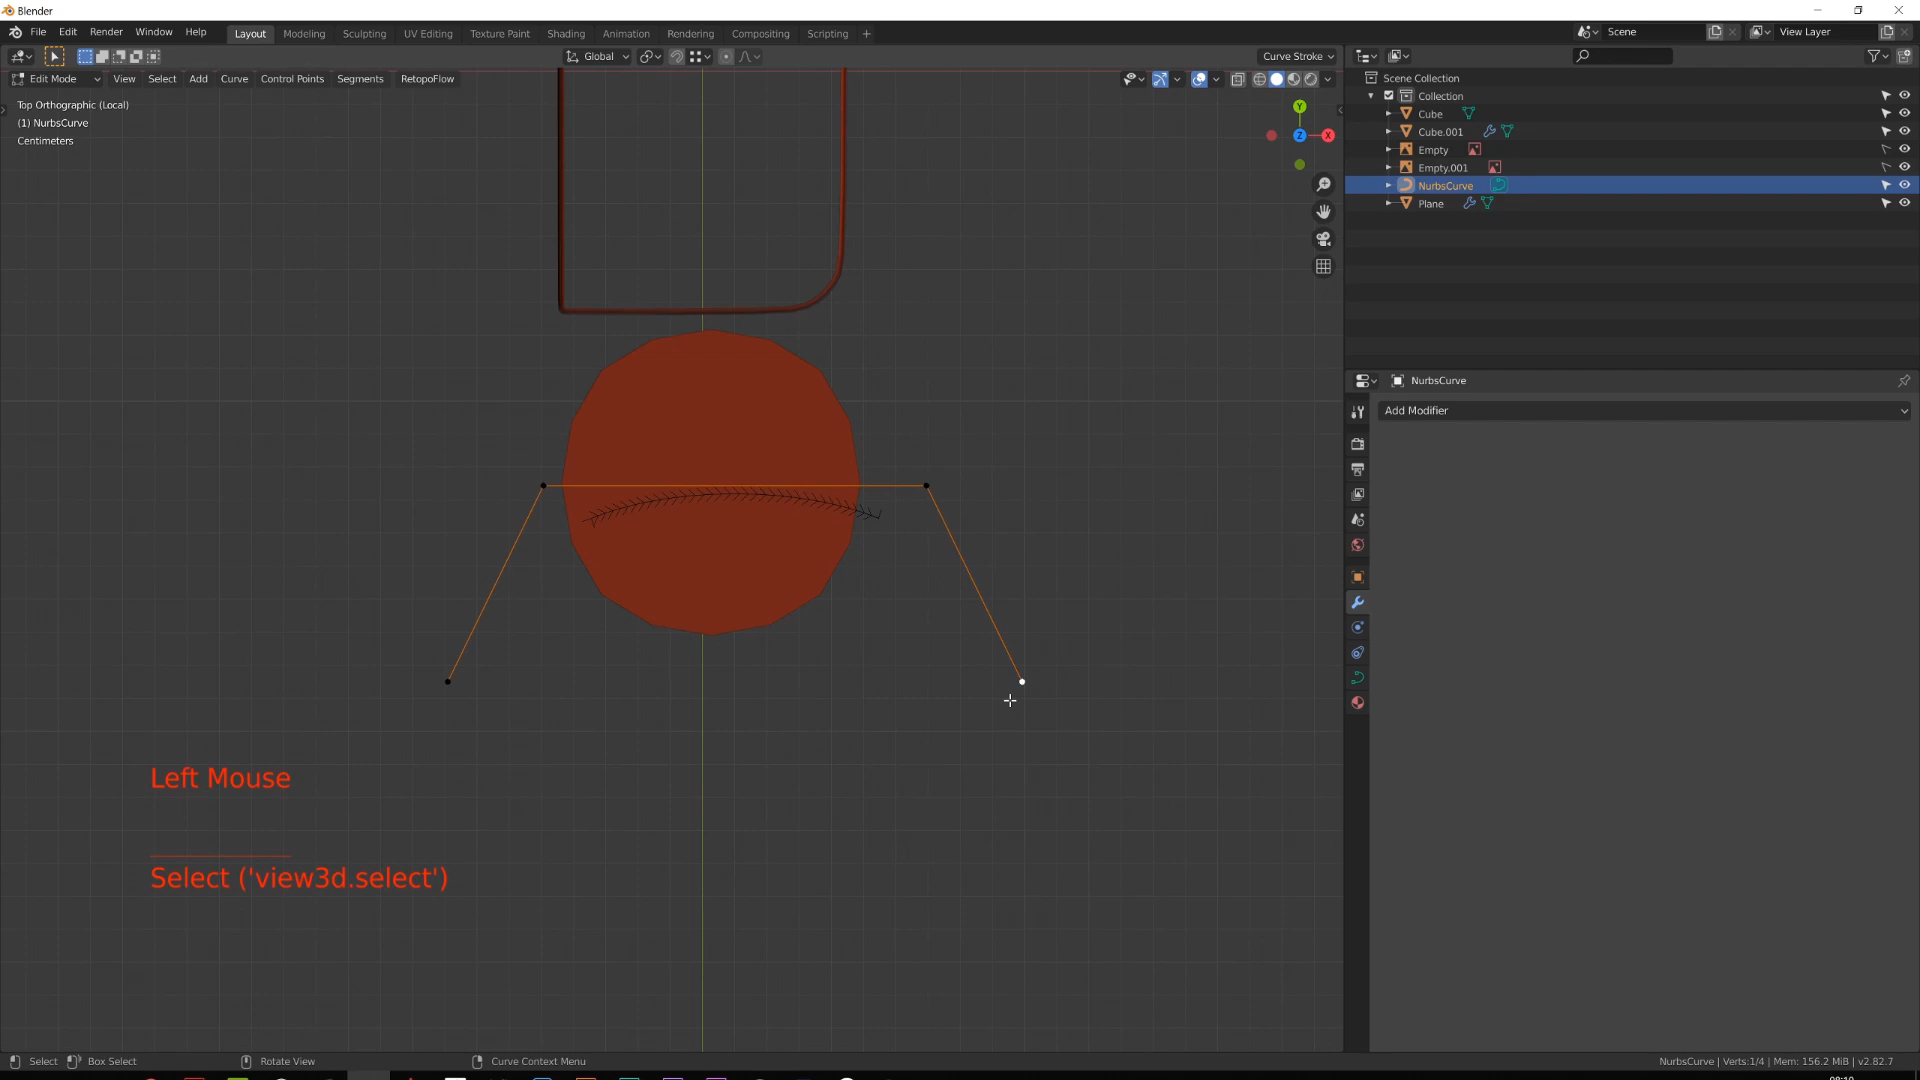 Blender
File Edit Render Window Help
Layout Modeling Sculpting UV Editing Texture Paint Shading Animation Rendering Compositing Scripting +
Scene
View Layer
Global
Curve Stroke
Edit Mode View Select Add Curve Control Points Segments RetopoFlow
Top Orthographic (Local)
(1) NurbsCurve
Centimeters
Y
Z
X
Scene Collection
Collection
Cube
Cube.001
Empty
Empty.001
NurbsCurve
Plane
NurbsCurve
Add Modifier
Left Mouse
Select ('view3d.select')
Select Box Select Rotate View Curve Context Menu
NurbsCurve | Verts:1/4 | Mem: 156.2 MiB | v2.82.7